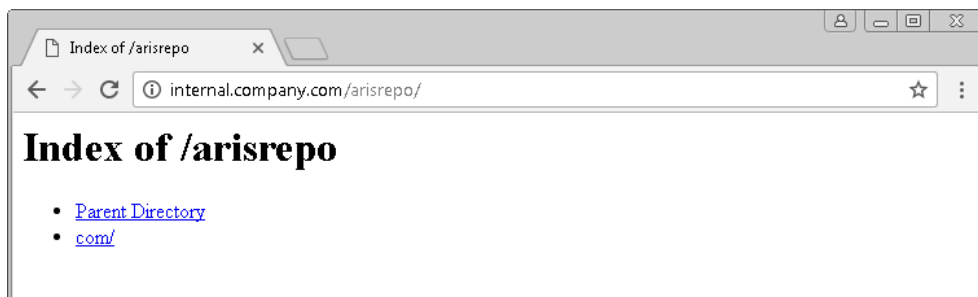 Index of /arisrepo
internal.company.com/arisrepo/
Index of /arisrepo
Parent Directory
com/